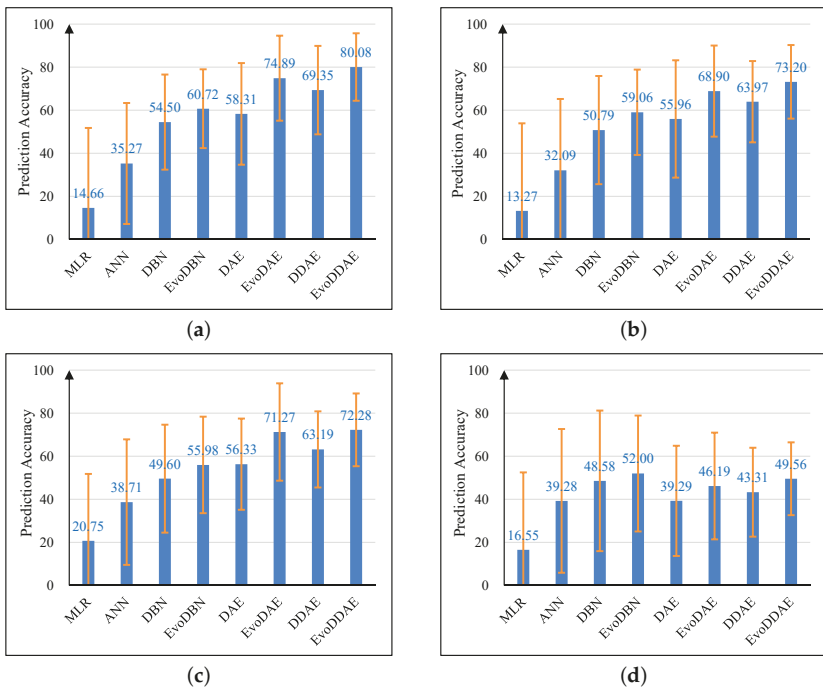 100
80
60
40
20
0
Prediction Accuracy
14.66
35.27
54.50
60.72
58.31
74.89
69.35
80.08
MLR
ANN
DBN
EvoDBN
DAE
EvoDAE
DDAE
EvoDDAE
(a)
100
80
60
40
20
0
Prediction Accuracy
13.27
32.09
50.79
59.06
55.96
68.90
63.97
73.20
MLR
ANN
DBN
EvoDBN
DAE
EvoDAE
DDAE
EvoDDAE
(b)
100
80
60
40
20
0
Prediction Accuracy
20.75
38.71
49.60
55.98
56.33
71.27
63.19
72.28
MLR
ANN
DBN
EvoDBN
DAE
EvoDAE
DDAE
EvoDDAE
(c)
100
80
60
40
20
0
Prediction Accuracy
16.55
39.28
48.58
52.00
39.29
46.19
43.31
49.56
MLR
ANN
DBN
EvoDBN
DAE
EvoDAE
DDAE
EvoDDAE
(d)